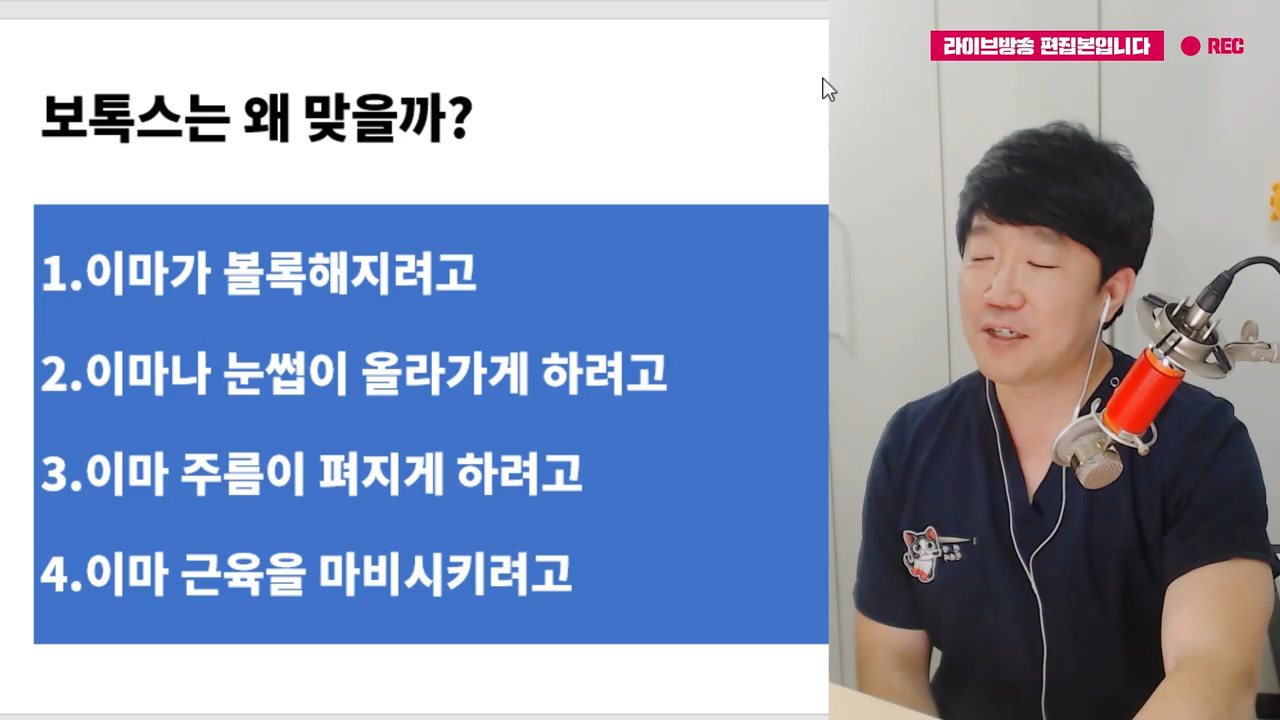 라이브방송 편집본입니다
REC
보톡스는 왜 맞을까?
1.이마가 볼록해지려고
2.이마나 눈썹이 올라가게 하려고
3.이마 주름이 펴지게 하려고
4.이마 근육을 마비시키려고